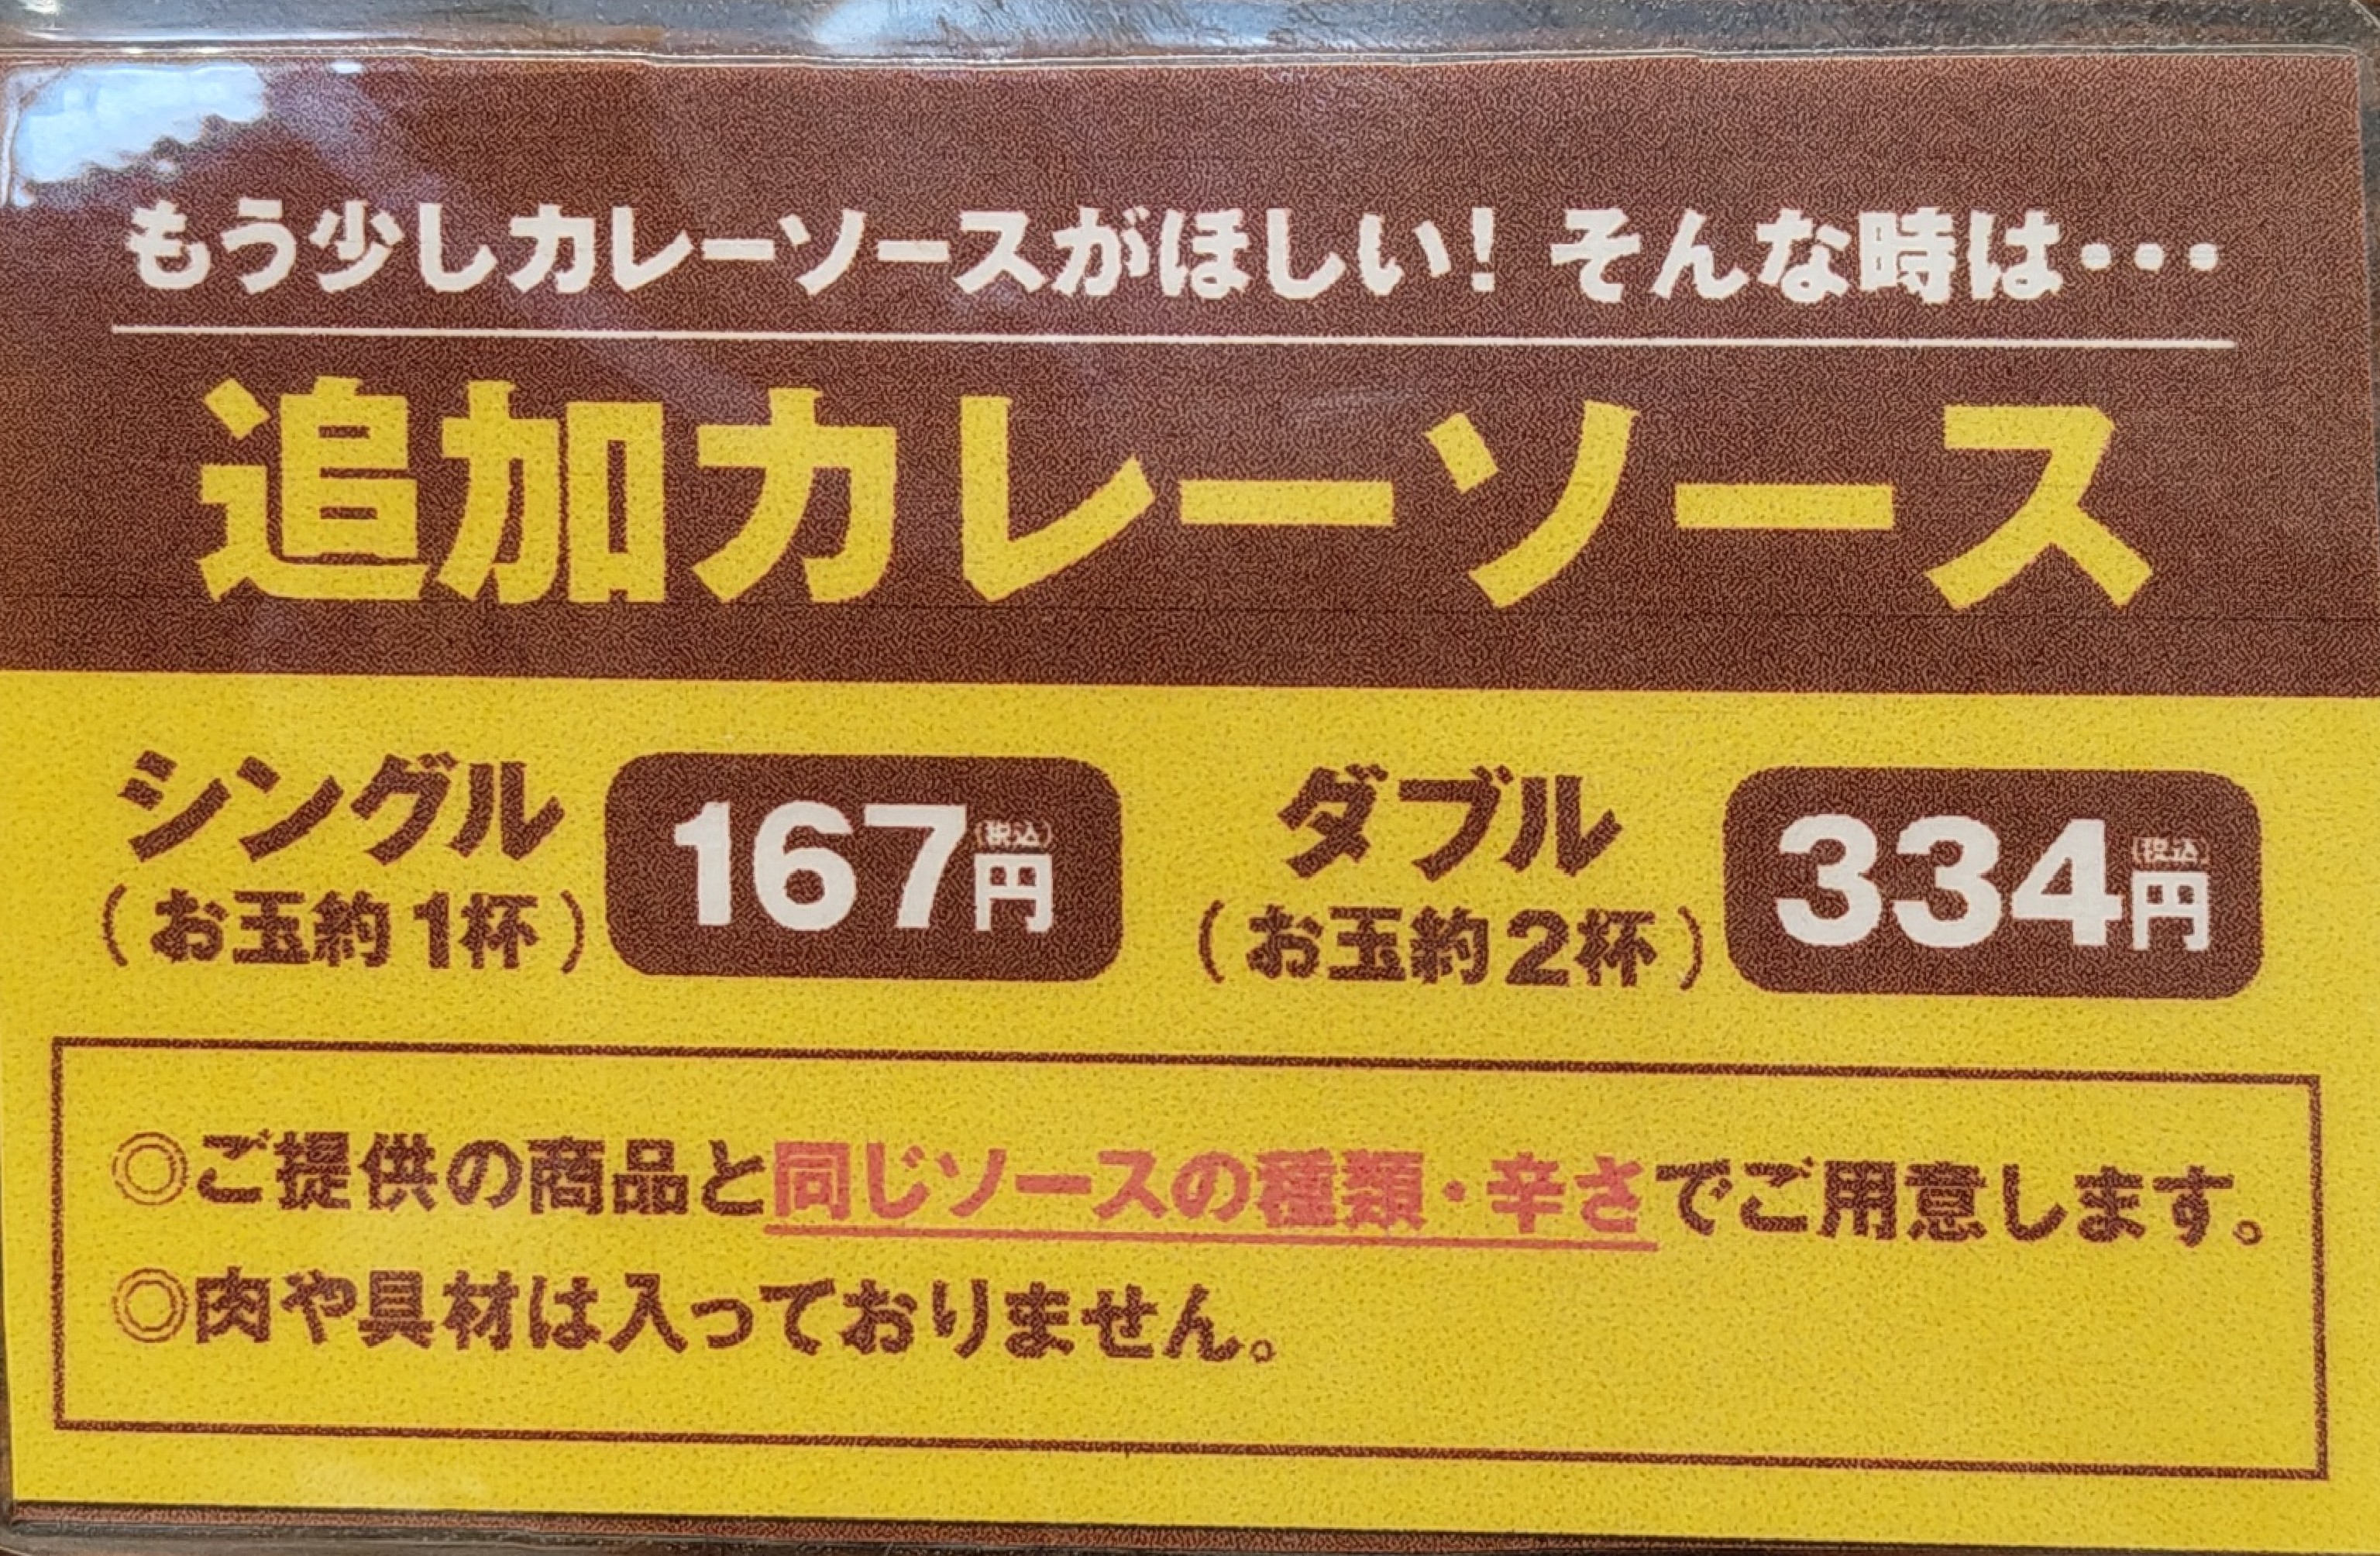 もう少しカレーソースがほしい！ そんな時は・・・
追加カレーソース
シングル
（お玉約1杯）
167円（税込）
ダブル
（お玉約2杯）
334円（税込）
◎ご提供の商品と同じソースの種類・辛さでご用意します。
◎肉や具材は入っておりません。